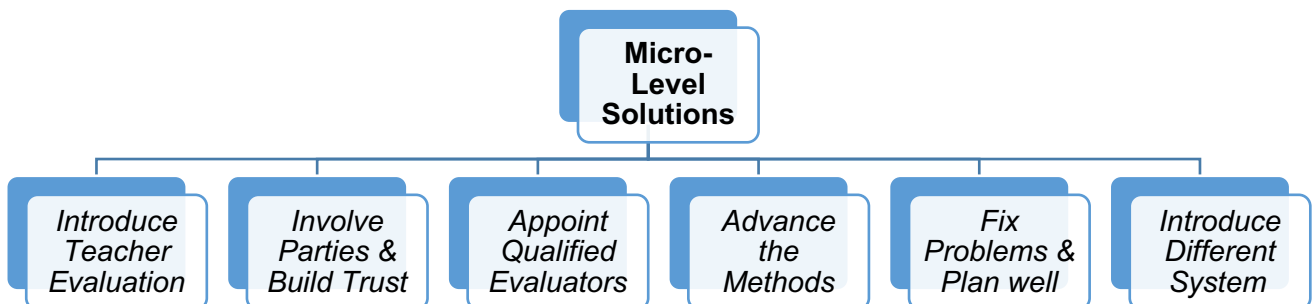 Micro-
Level
Solutions
Introduce
Teacher
Evaluation
Involve
Parties &
Build Trust
Appoint
Qualified
Evaluators
Advance
the
Methods
Fix
Problems &
Plan well
Introduce
Different
System